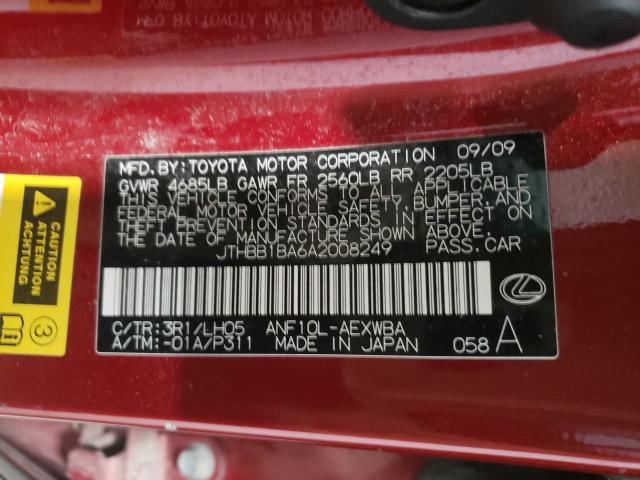 MFD. BY: TOYOTA MOTOR CORPORATION 09/09
GVWR 4685LB GAWR FR 2560LB RR 2205LB
THIS VEHICLE CONFORMS TO ALL APPLICABLE
FEDERAL MOTOR VEHICLE SAFETY, BUMPER, AND
THEFT PREVENTION STANDARDS IN EFFECT ON
THE DATE OF MANUFACTURE SHOWN ABOVE.
JTHBB1BA6A2008249 PASS. CAR
C/TR: 3R1/LH05 ANF10L-AEXWBA
A/TM: -01A/P311 MADE IN JAPAN 058 A
CAUTION
ATTENTION
ACHTUNG
3